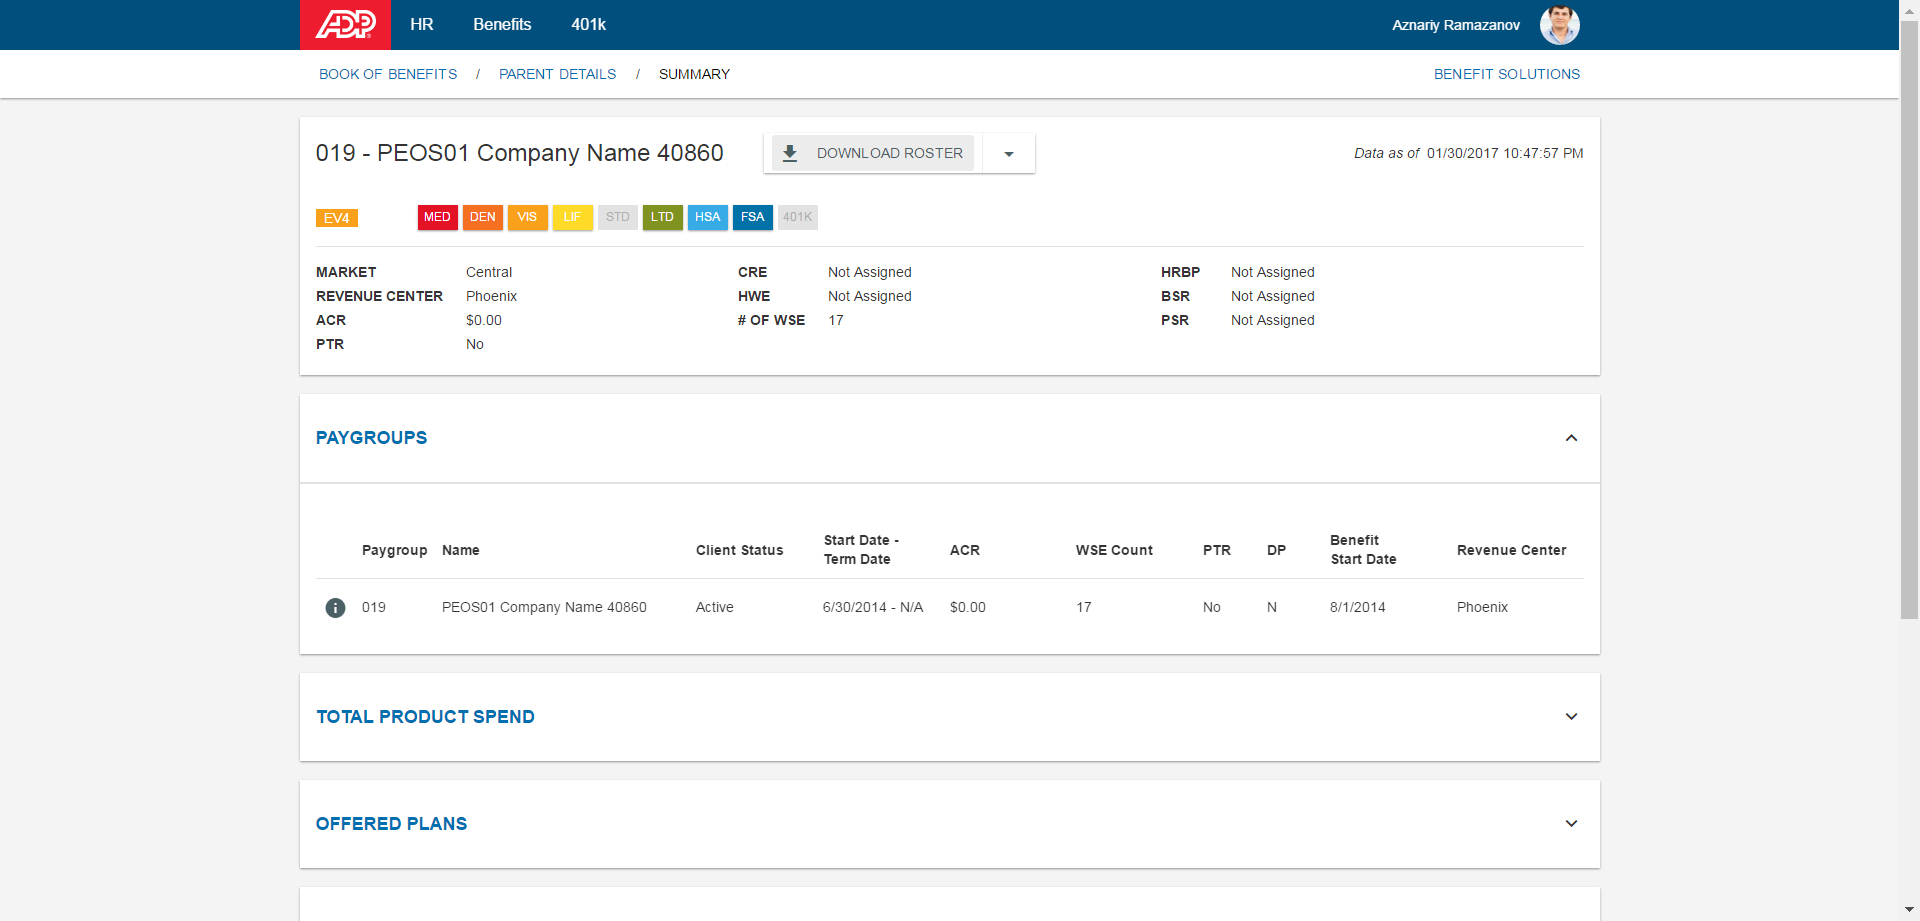 ADP HR Benefits 401k Aznariy Ramazanov
BOOK OF BENEFITS / PARENT DETAILS / SUMMARY BENEFIT SOLUTIONS
019 - PEOS01 Company Name 40860 DOWNLOAD ROSTER Data as of 01/30/2017 10:47:57 PM
EV4 MED DEN VIS LIF STD LTD HSA FSA 401K
MARKET Central CRE Not Assigned HRBP Not Assigned
REVENUE CENTER Phoenix HWE Not Assigned BSR Not Assigned
ACR $0.00 # OF WSE 17 PSR Not Assigned
PTR No
PAYGROUPS
Paygroup Name Client Status Start Date - Term Date ACR WSE Count PTR DP Benefit Start Date Revenue Center
019 PEOS01 Company Name 40860 Active 6/30/2014 - N/A $0.00 17 No N 8/1/2014 Phoenix
TOTAL PRODUCT SPEND
OFFERED PLANS